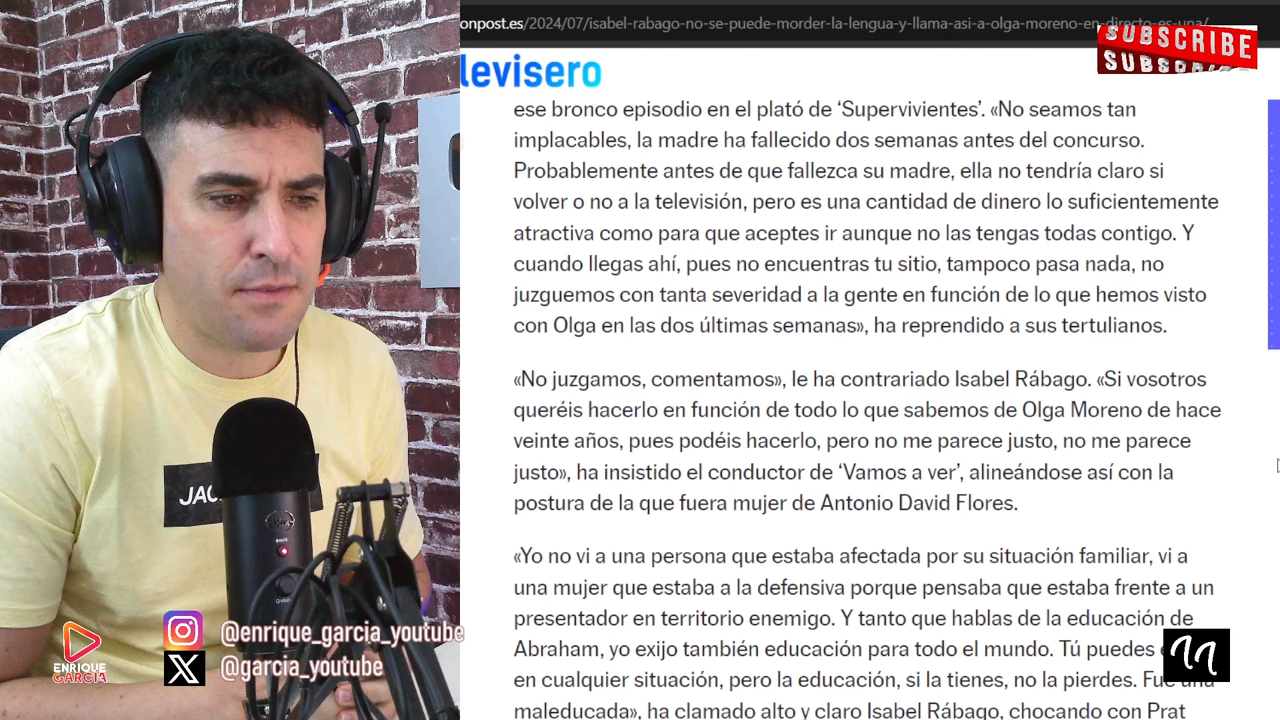 onpost.es/2024/07/isabel-rabago-no-se-puede-morder-la-lengua-y-llama-asi-a-olga-moreno-en-directo-es-una/
SUBSCRIBE
SUBSCRIBE
levisero
ese bronco episodio en el plató de ‘Supervivientes’. «No seamos tan
implacables, la madre ha fallecido dos semanas antes del concurso.
Probablemente antes de que fallezca su madre, ella no tendría claro si
volver o no a la televisión, pero es una cantidad de dinero lo suficientemente
atractiva como para que aceptes ir aunque no las tengas todas contigo. Y
cuando llegas ahí, pues no encuentras tu sitio, tampoco pasa nada, no
juzguemos con tanta severidad a la gente en función de lo que hemos visto
con Olga en las dos últimas semanas», ha reprendido a sus tertulianos.
«No juzgamos, comentamos», le ha contrariado Isabel Rábago. «Si vosotros
queréis hacerlo en función de todo lo que sabemos de Olga Moreno de hace
veinte años, pues podéis hacerlo, pero no me parece justo, no me parece
justo», ha insistido el conductor de ‘Vamos a ver’, alineándose así con la
postura de la que fuera mujer de Antonio David Flores.
«Yo no vi a una persona que estaba afectada por su situación familiar, vi a
una mujer que estaba a la defensiva porque pensaba que estaba frente a un
presentador en territorio enemigo. Y tanto que hablas de la educación de
Abraham, yo exijo también educación para todo el mundo. Tú puedes
en cualquier situación, pero la educación, si la tienes, no la pierdes. Fue una
maleducada», ha clamado alto y claro Isabel Rábago, chocando con Prat
JAC
@enrique_garcia_youtube
@garcia_youtube
ENRIQUE
GARCIA